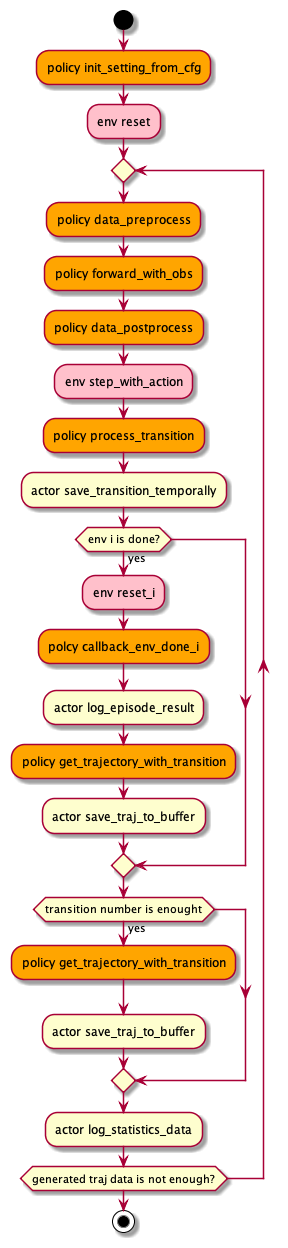 policy init_setting_from_cfg
env reset
policy data_preprocess
policy forward_with_obs
policy data_postprocess
env step_with_action
policy process_transition
actor save_transition_temporally
env i is done?
yes
env reset_i
polcy callback_env_done_i
actor log_episode_result
policy get_trajectory_with_transition
actor save_traj_to_buffer
transition number is enought
yes
policy get_trajectory_with_transition
actor save_traj_to_buffer
actor log_statistics_data
generated traj data is not enough?